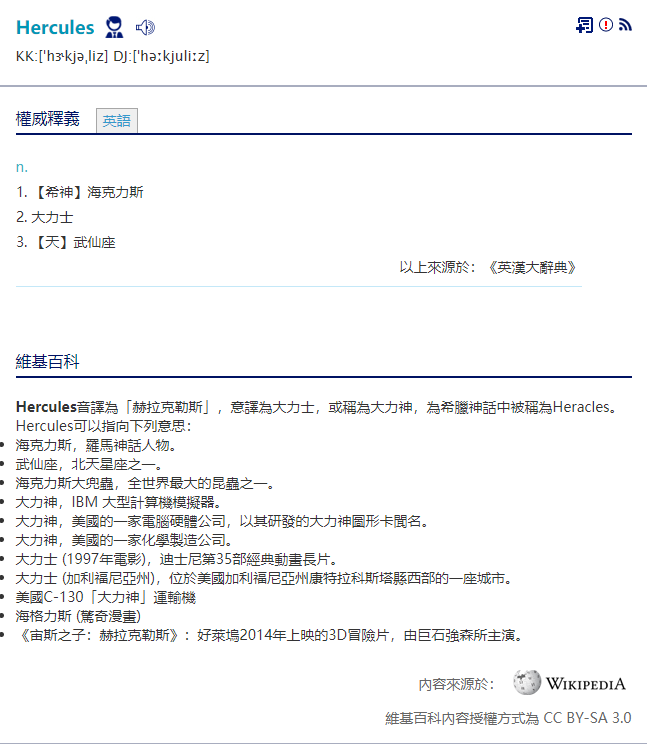 Hercules
KK:[ˈhɝkjəˌliz] DJ:[ˈhəːkjuliːz]
權威釋義 英語
n.
1. 【希神】海克力斯
2. 大力士
3. 【天】武仙座
以上來源於：《英漢大辭典》
維基百科
Hercules音譯為「赫拉克勒斯」，意譯為大力士，或稱為大力神，為希臘神話中被稱為Heracles。
Hercules可以指向下列意思：
海克力斯，羅馬神話人物。
武仙座，北天星座之一。
海克力斯大兜蟲，全世界最大的昆蟲之一。
大力神，IBM 大型計算機模擬器。
大力神，美國的一家電腦硬體公司，以其研發的大力神圖形卡聞名。
大力神，美國的一家化學製造公司。
大力士 (1997年電影)，迪士尼第35部經典動畫長片。
大力士 (加利福尼亞州)，位於美國加利福尼亞州康特拉科斯塔縣西部的一座城市。
美國C-130「大力神」運輸機
海格力斯 (驚奇漫畫)
《宙斯之子：赫拉克勒斯》：好萊塢2014年上映的3D冒險片，由巨石強森所主演。
內容來源於： WIKIPEDIA
維基百科內容授權方式為 CC BY-SA 3.0